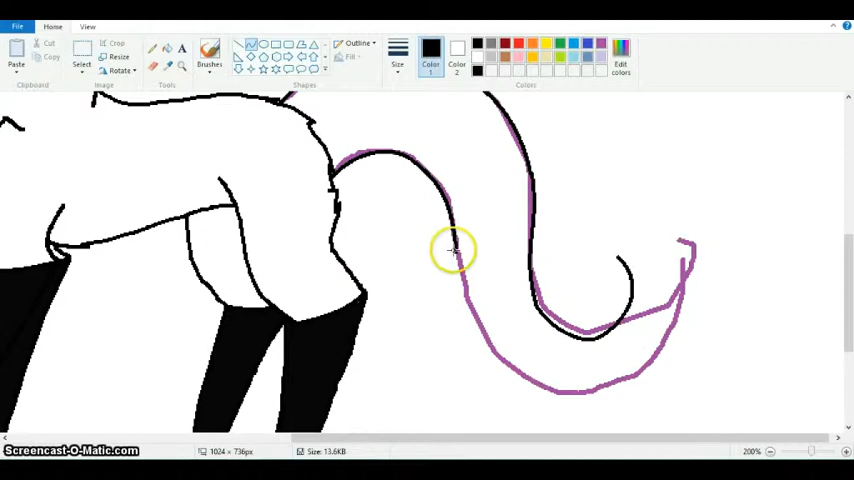 File Home View
Paste Cut Copy
Clipboard
Select Crop Resize Rotate
Image
A
Tools
Brushes
Outline Fill
Shapes
Size
Color 1
Color 2
Edit colors
Colors
Screencast-O-Matic.com 1024 × 736px Size: 13.6KB 200%